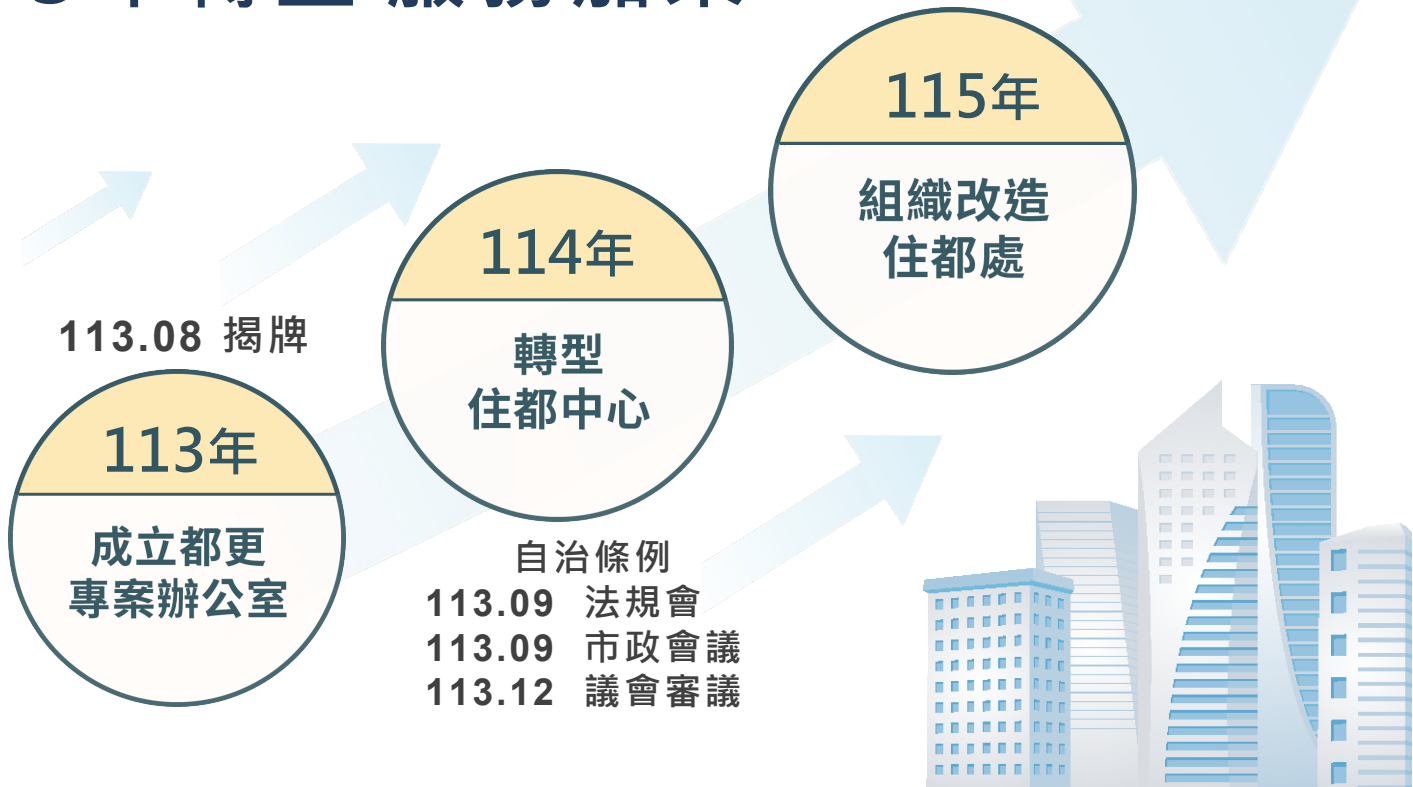 113年
成立都更
專案辦公室
113.08 揭牌
114年
轉型
住都中心
自治條例
113.09 法規會
113.09 市政會議
113.12 議會審議
115年
組織改造
住都處